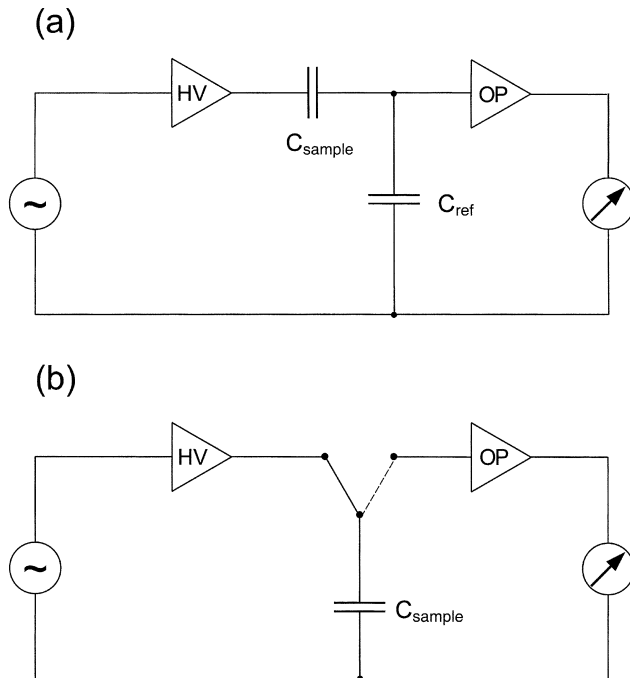 (a)
HV
OP
C_sample
C_ref
~
(b)
HV
OP
~
C_sample